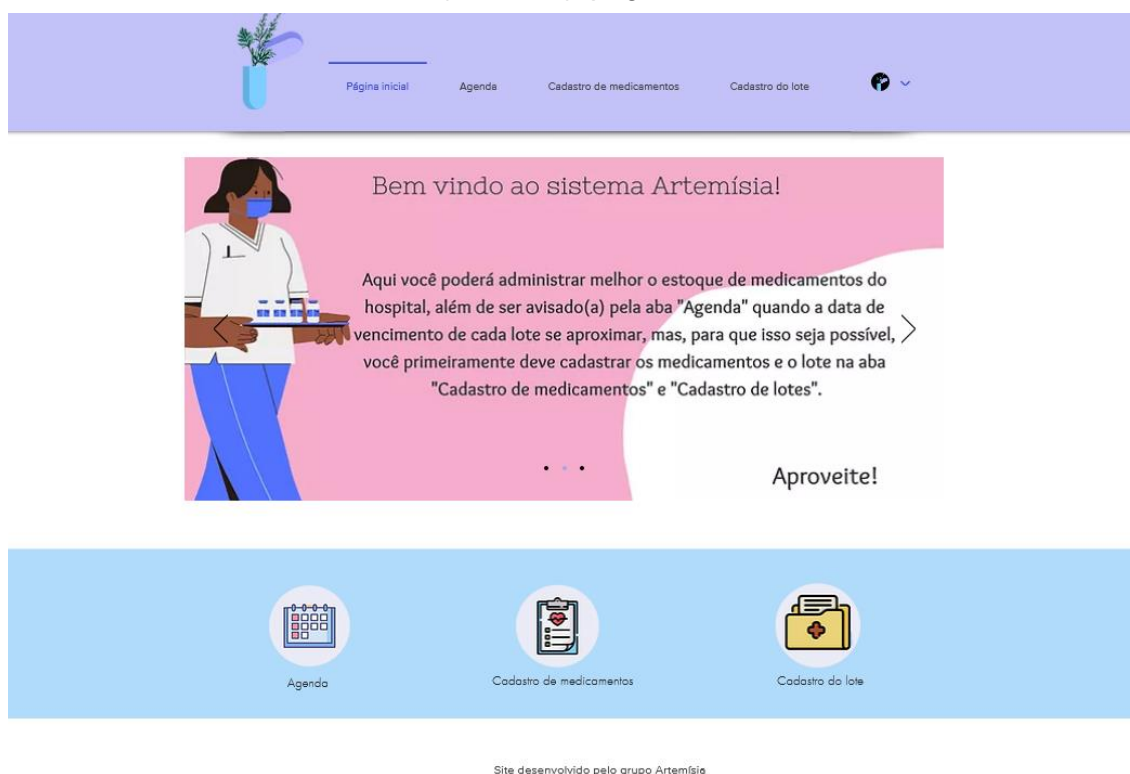 Página inicial
Agenda
Cadastro de medicamentos
Cadastro do lote
Bem vindo ao sistema Artemísia!
Aqui você poderá administrar melhor o estoque de medicamentos do
hospital, além de ser avisado(a) pela aba "Agenda" quando a data de
vencimento de cada lote se aproximar, mas, para que isso seja possível,
você primeiramente deve cadastrar os medicamentos e o lote na aba
"Cadastro de medicamentos" e "Cadastro de lotes".
Aproveite!
Agenda
Cadastro de medicamentos
Cadastro do lote
Site desenvolvido pelo grupo Artemísia